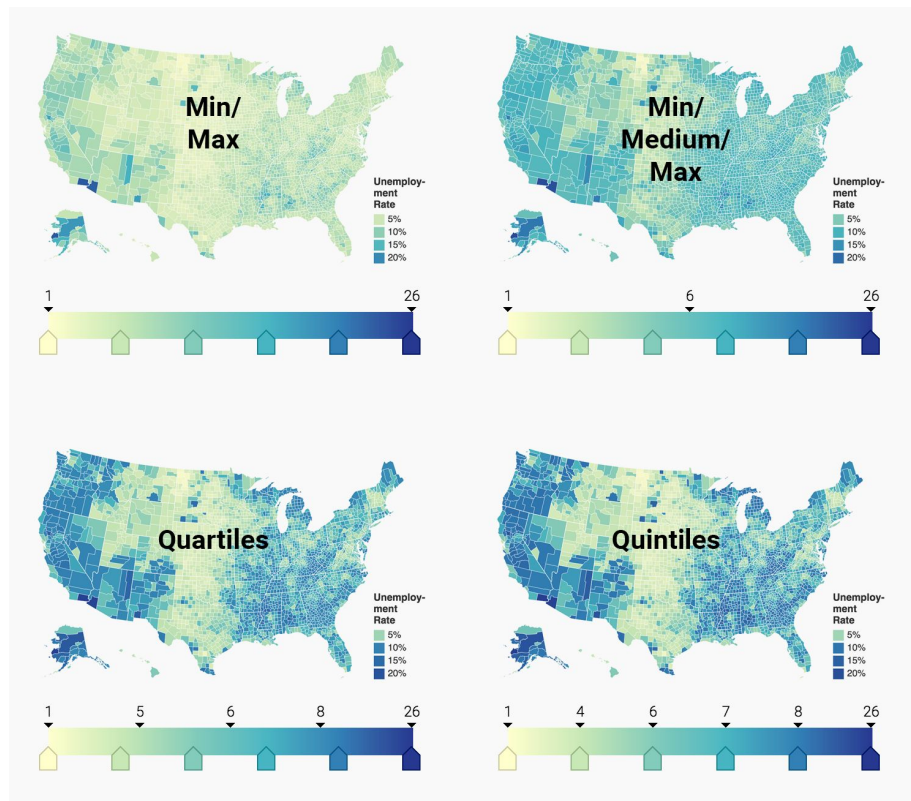 Min/
Max
Unemploy-
ment
Rate
5%
10%
15%
20%
1 26
Min/
Medium/
Max
Unemploy-
ment
Rate
5%
10%
15%
20%
1 6 26
Quartiles
Unemploy-
ment
Rate
5%
10%
15%
20%
1 5 6 8 26
Quintiles
Unemploy-
ment
Rate
5%
10%
15%
20%
1 4 6 7 8 26